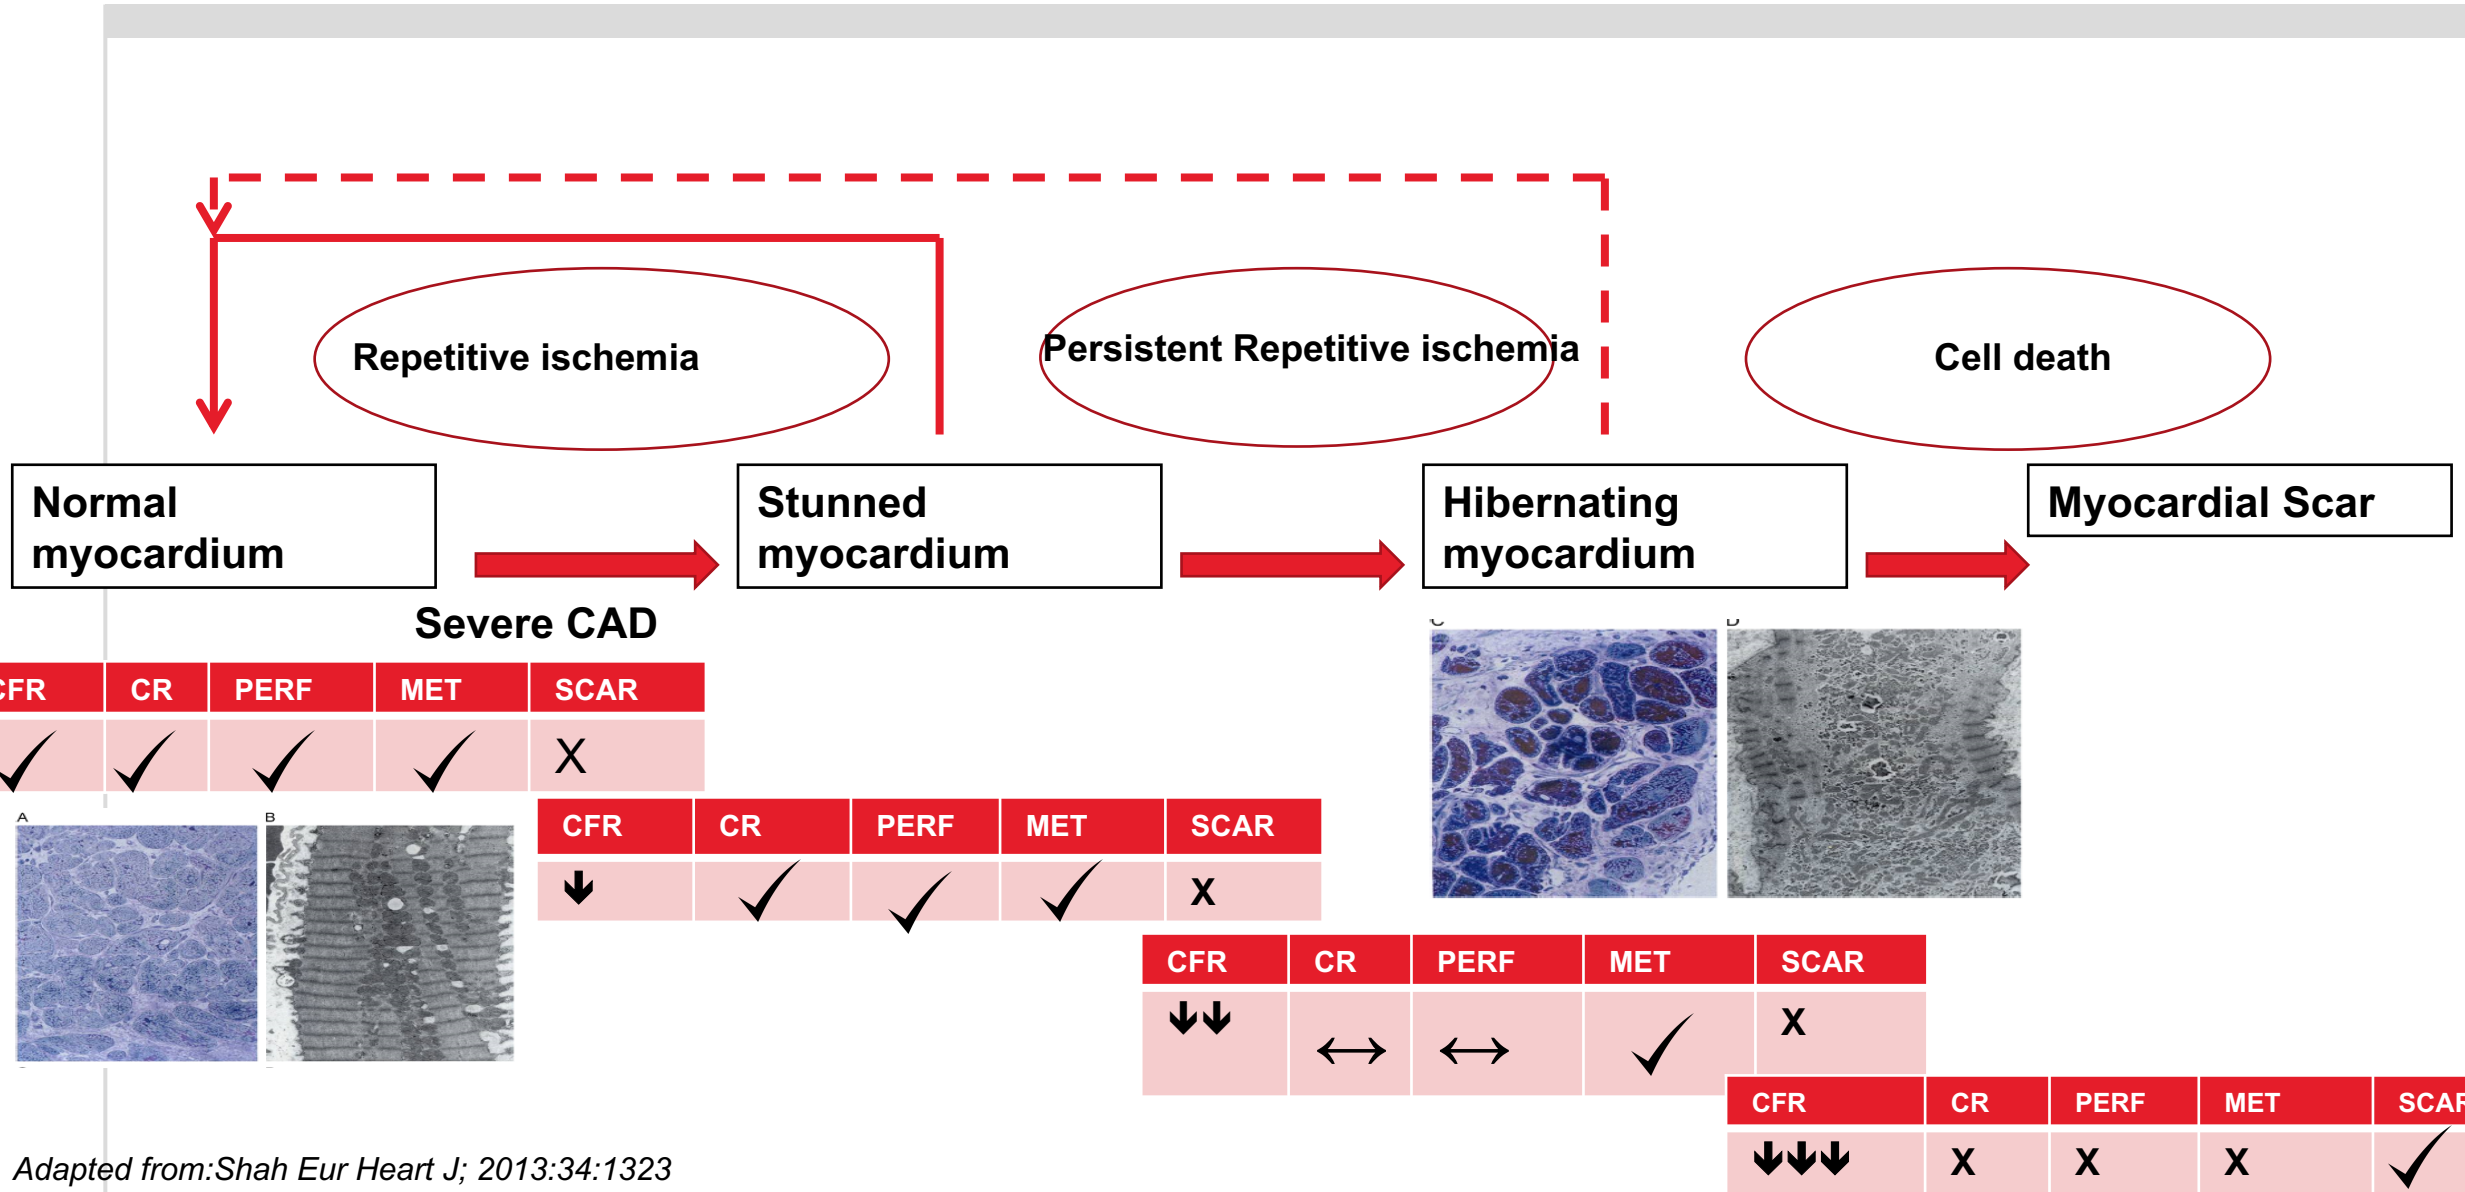 Repetitive ischemia
Persistent Repetitive ischemia
Cell death
Normal
myocardium
Stunned
myocardium
Hibernating
myocardium
Myocardial Scar
Severe CAD
CFR CR PERF MET SCAR
✓ ✓ ✓ ✓ X
A B
CFR CR PERF MET SCAR
↓ ✓ ✓ ✓ X
C D
CFR CR PERF MET SCAR
↓↓ ↔ ↔ ✓ X
CFR CR PERF MET SCAR
↓↓↓ X X X ✓
Adapted from:Shah Eur Heart J; 2013:34:1323